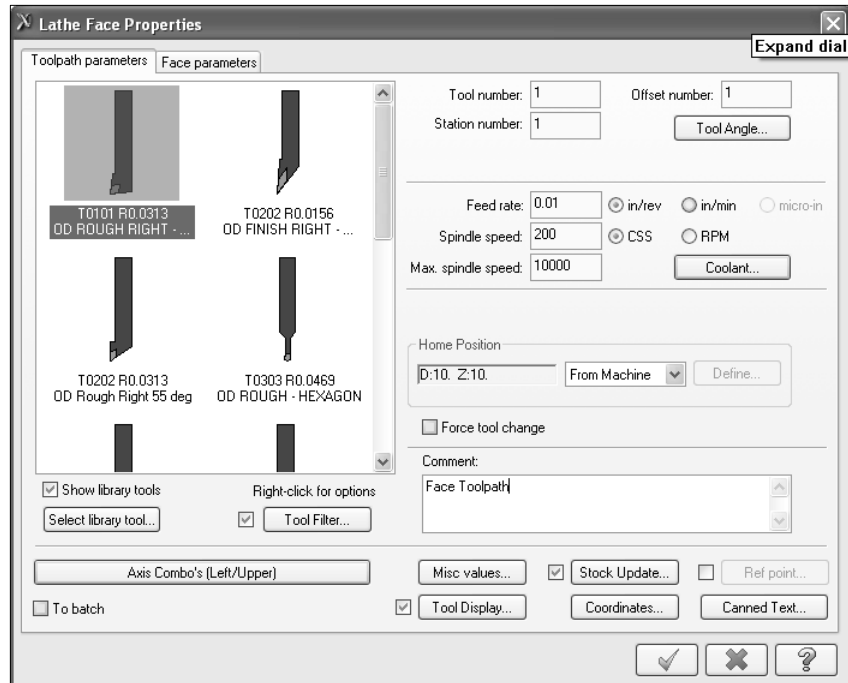 Lathe Face Properties
Expand dial
Toolpath parameters
Face parameters
T0101 R0.0313
OD ROUGH RIGHT - ...
T0202 R0.0156
OD FINISH RIGHT - ...
T0202 R0.0313
OD Rough Right 55 deg
T0303 R0.0469
OD ROUGH - HEXAGON
Show library tools
Right-click for options
Select library tool...
Tool Filter...
Tool number: 1
Offset number: 1
Station number: 1
Tool Angle...
Feed rate: 0.01
in/rev
in/min
micro-in
Spindle speed: 200
CSS
RPM
Max. spindle speed: 10000
Coolant...
Home Position
D:10. Z:10.
From Machine
Define...
Force tool change
Comment:
Face Toolpath
Axis Combo's (Left/Upper)
Misc values...
Stock Update...
Ref point...
To batch
Tool Display...
Coordinates...
Canned Text...